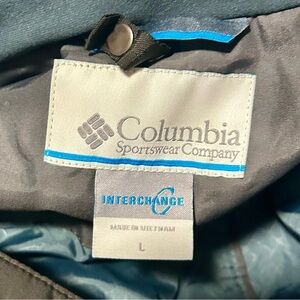 Columbia
Sportswear Company
INTERCHANGE
MADE IN VIETNAM
L